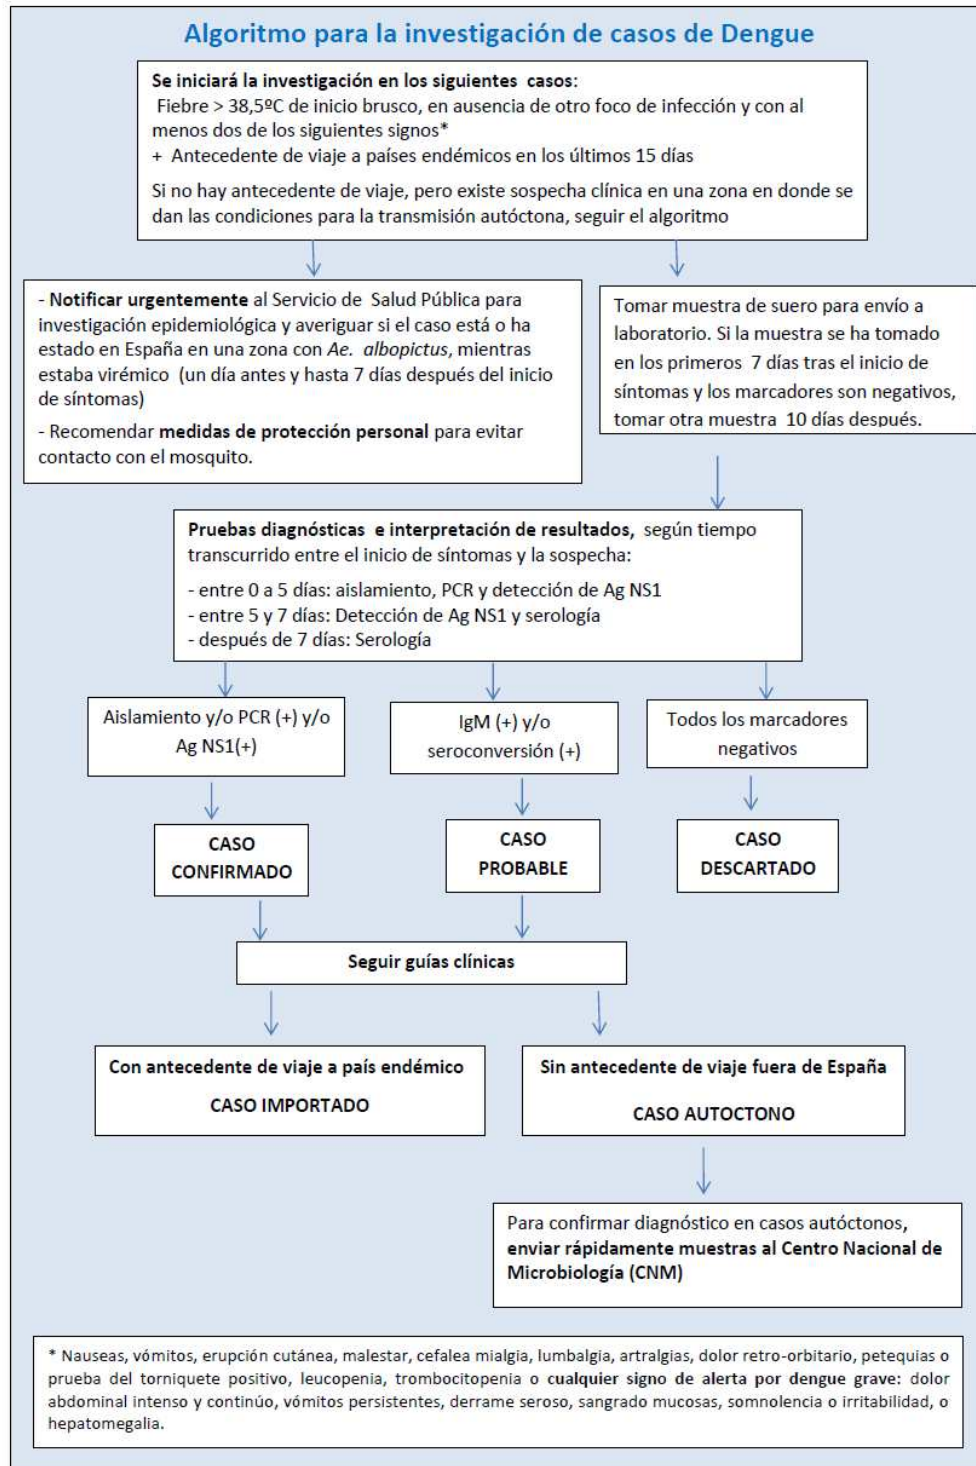 Algoritmo para la investigación de casos de Dengue
Se iniciará la investigación en los siguientes casos:
Fiebre > 38,5ºC de inicio brusco, en ausencia de otro foco de infección y con al
menos dos de los siguientes signos*
+ Antecedente de viaje a países endémicos en los últimos 15 días
Si no hay antecedente de viaje, pero existe sospecha clínica en una zona en donde se
dan las condiciones para la transmisión autóctona, seguir el algoritmo
- Notificar urgentemente al Servicio de Salud Pública para
investigación epidemiológica y averiguar si el caso está o ha
estado en España en una zona con Ae. albopictus, mientras
estaba virémico (un día antes y hasta 7 días después del inicio
de síntomas)
- Recomendar medidas de protección personal para evitar
contacto con el mosquito.
Tomar muestra de suero para envío a
laboratorio. Si la muestra se ha tomado
en los primeros 7 días tras el inicio de
síntomas y los marcadores son negativos,
tomar otra muestra 10 días después.
Pruebas diagnósticas e interpretación de resultados, según tiempo
transcurrido entre el inicio de síntomas y la sospecha:
- entre 0 a 5 días: aislamiento, PCR y detección de Ag NS1
- entre 5 y 7 días: Detección de Ag NS1 y serología
- después de 7 días: Serología
Aislamiento y/o PCR (+) y/o
Ag NS1(+)
IgM (+) y/o
seroconversión (+)
Todos los marcadores
negativos
CASO
CONFIRMADO
CASO
PROBABLE
CASO
DESCARTADO
Seguir guías clínicas
Con antecedente de viaje a país endémico
CASO IMPORTADO
Sin antecedente de viaje fuera de España
CASO AUTOCTONO
Para confirmar diagnóstico en casos autóctonos,
enviar rápidamente muestras al Centro Nacional de
Microbiología (CNM)
* Nauseas, vómitos, erupción cutánea, malestar, cefalea mialgia, lumbalgia, artralgias, dolor retro-orbitario, petequias o
prueba del torniquete positivo, leucopenia, trombocitopenia o cualquier signo de alerta por dengue grave: dolor
abdominal intenso y continúo, vómitos persistentes, derrame seroso, sangrado mucosas, somnolencia o irritabilidad, o
hepatomegalia.